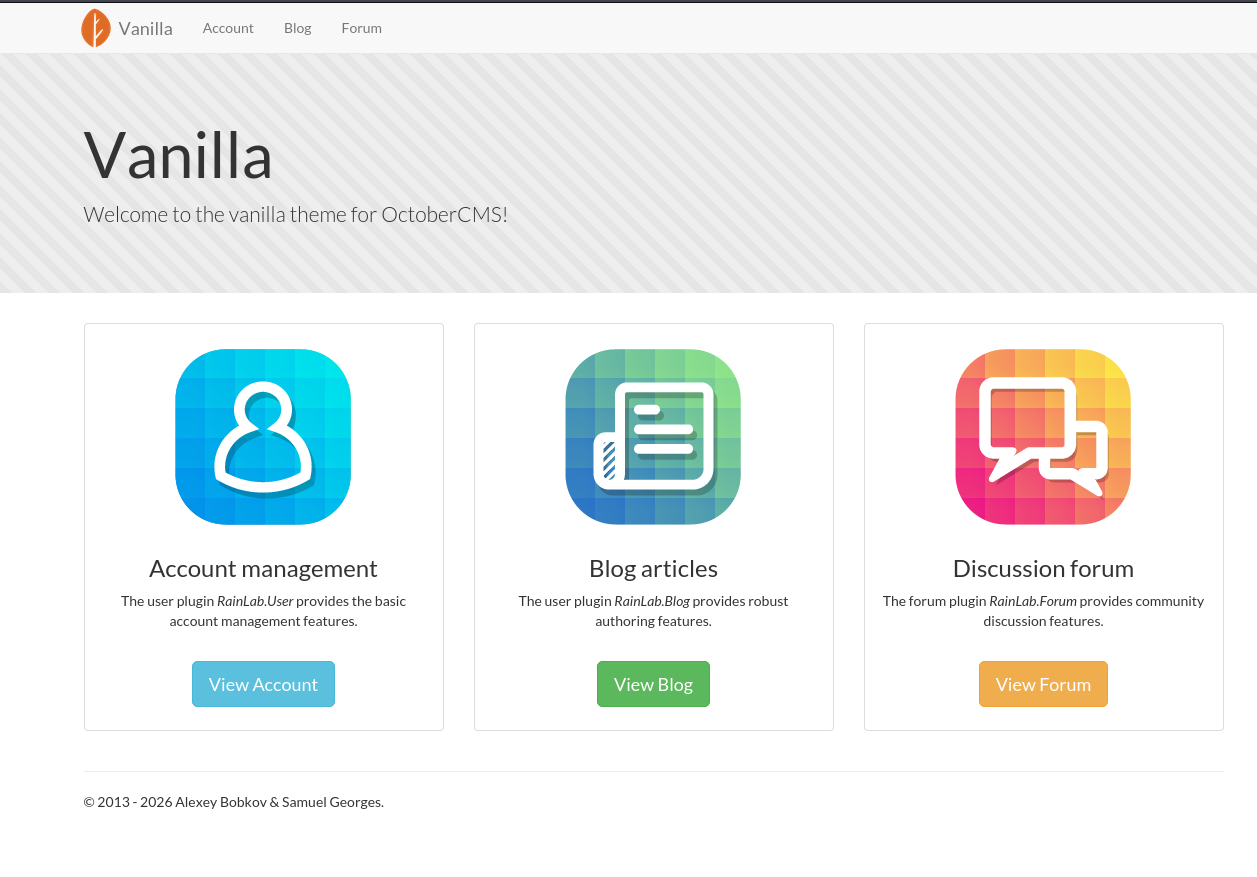 Vanilla Account Blog Forum
Vanilla
Welcome to the vanilla theme for OctoberCMS!
Account management
The user plugin RainLab.User provides the basic
account management features.
View Account
Blog articles
The user plugin RainLab.Blog provides robust
authoring features.
View Blog
Discussion forum
The forum plugin RainLab.Forum provides community
discussion features.
View Forum
© 2013 - 2026 Alexey Bobkov & Samuel Georges.